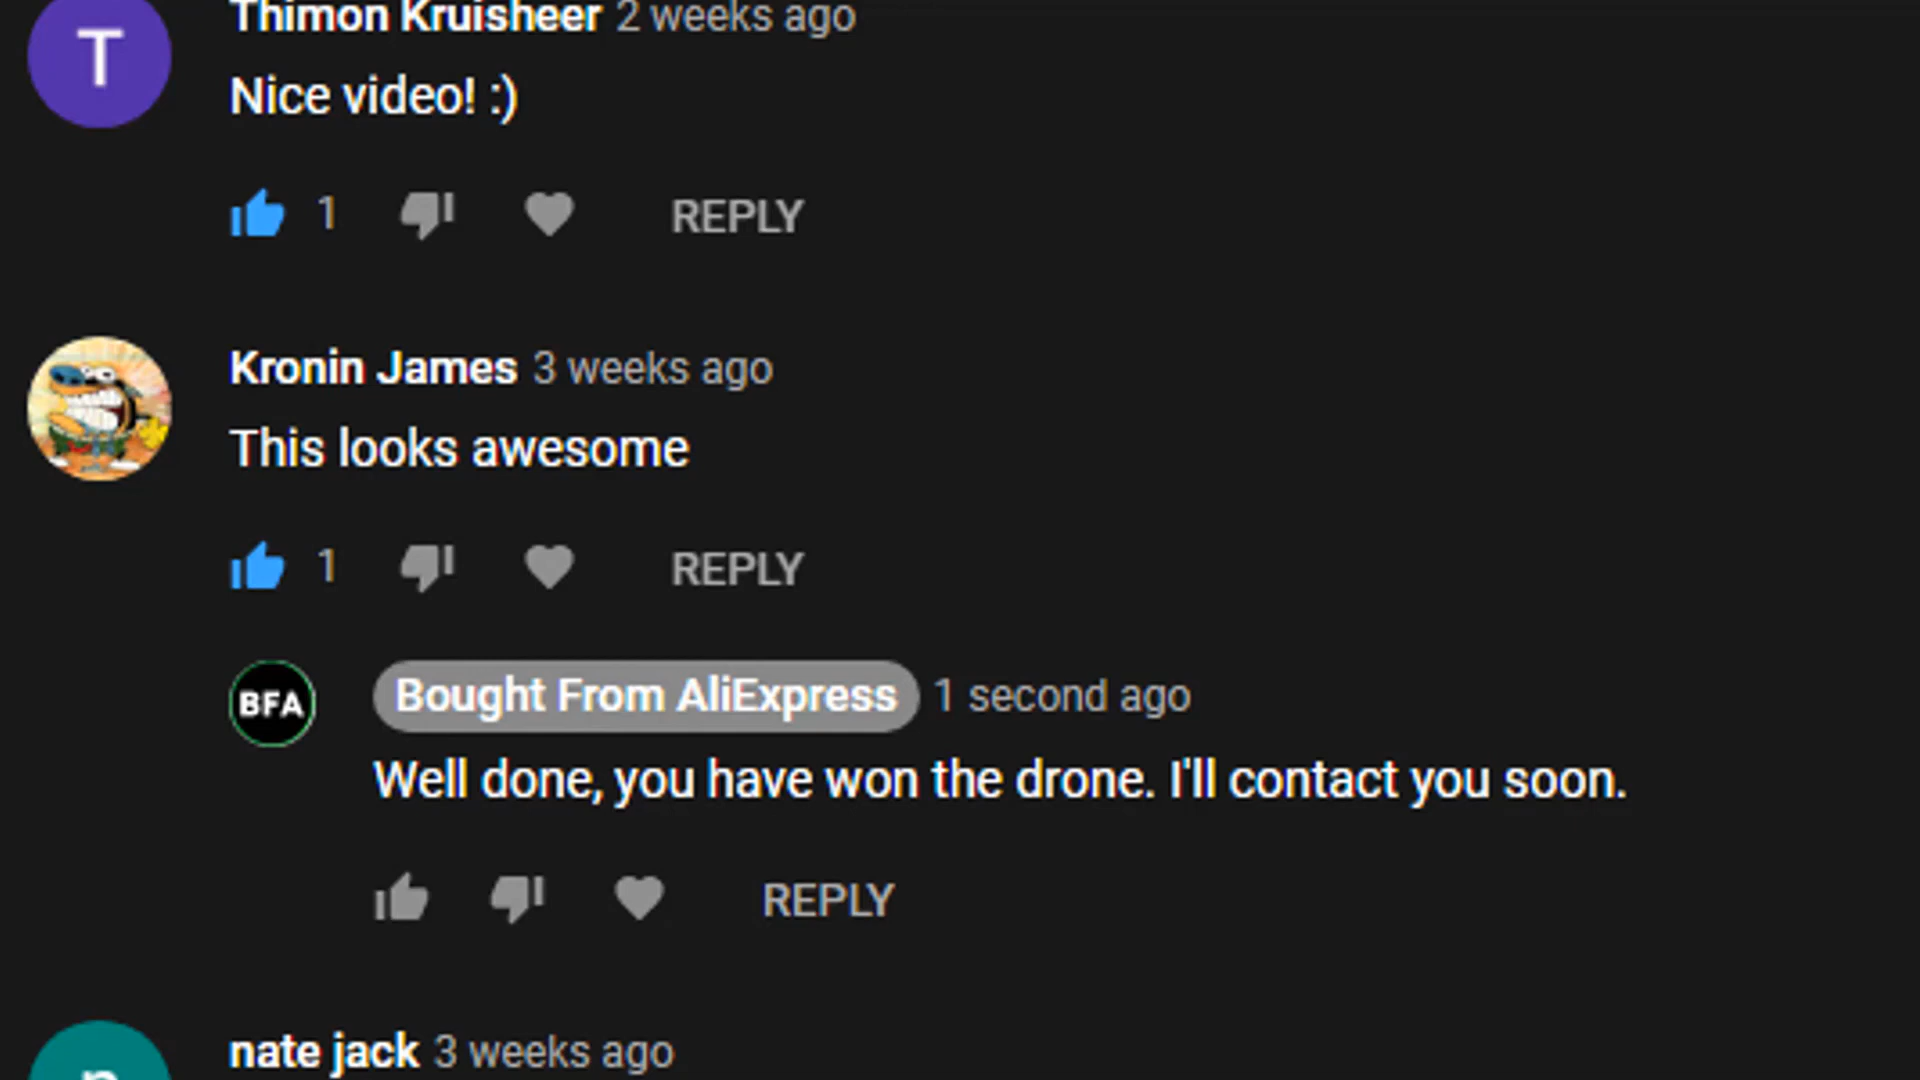 T
Thimon Kruisheer 2 weeks ago
Nice video! :)
1 REPLY
Kronin James 3 weeks ago
This looks awesome
1 REPLY
BFA
Bought From AliExpress 1 second ago
Well done, you have won the drone. I'll contact you soon.
REPLY
n
nate jack 3 weeks ago